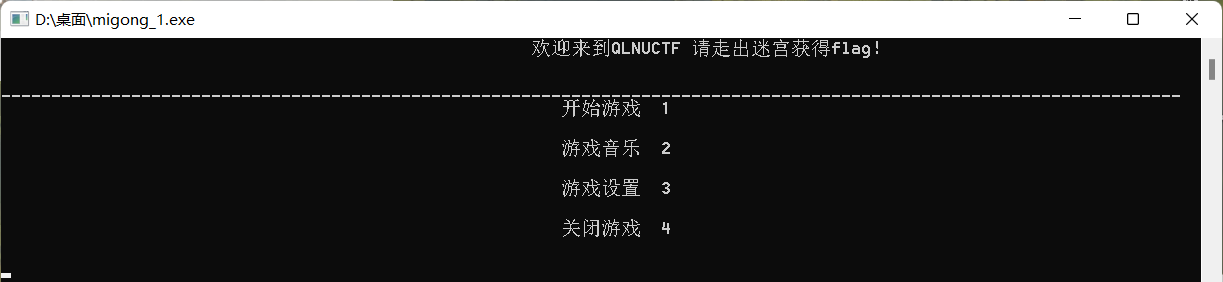 D:\桌面\migong_1.exe
欢迎来到QLNUCTF 请走出迷宫获得flag!
开始游戏 1
游戏音乐 2
游戏设置 3
关闭游戏 4